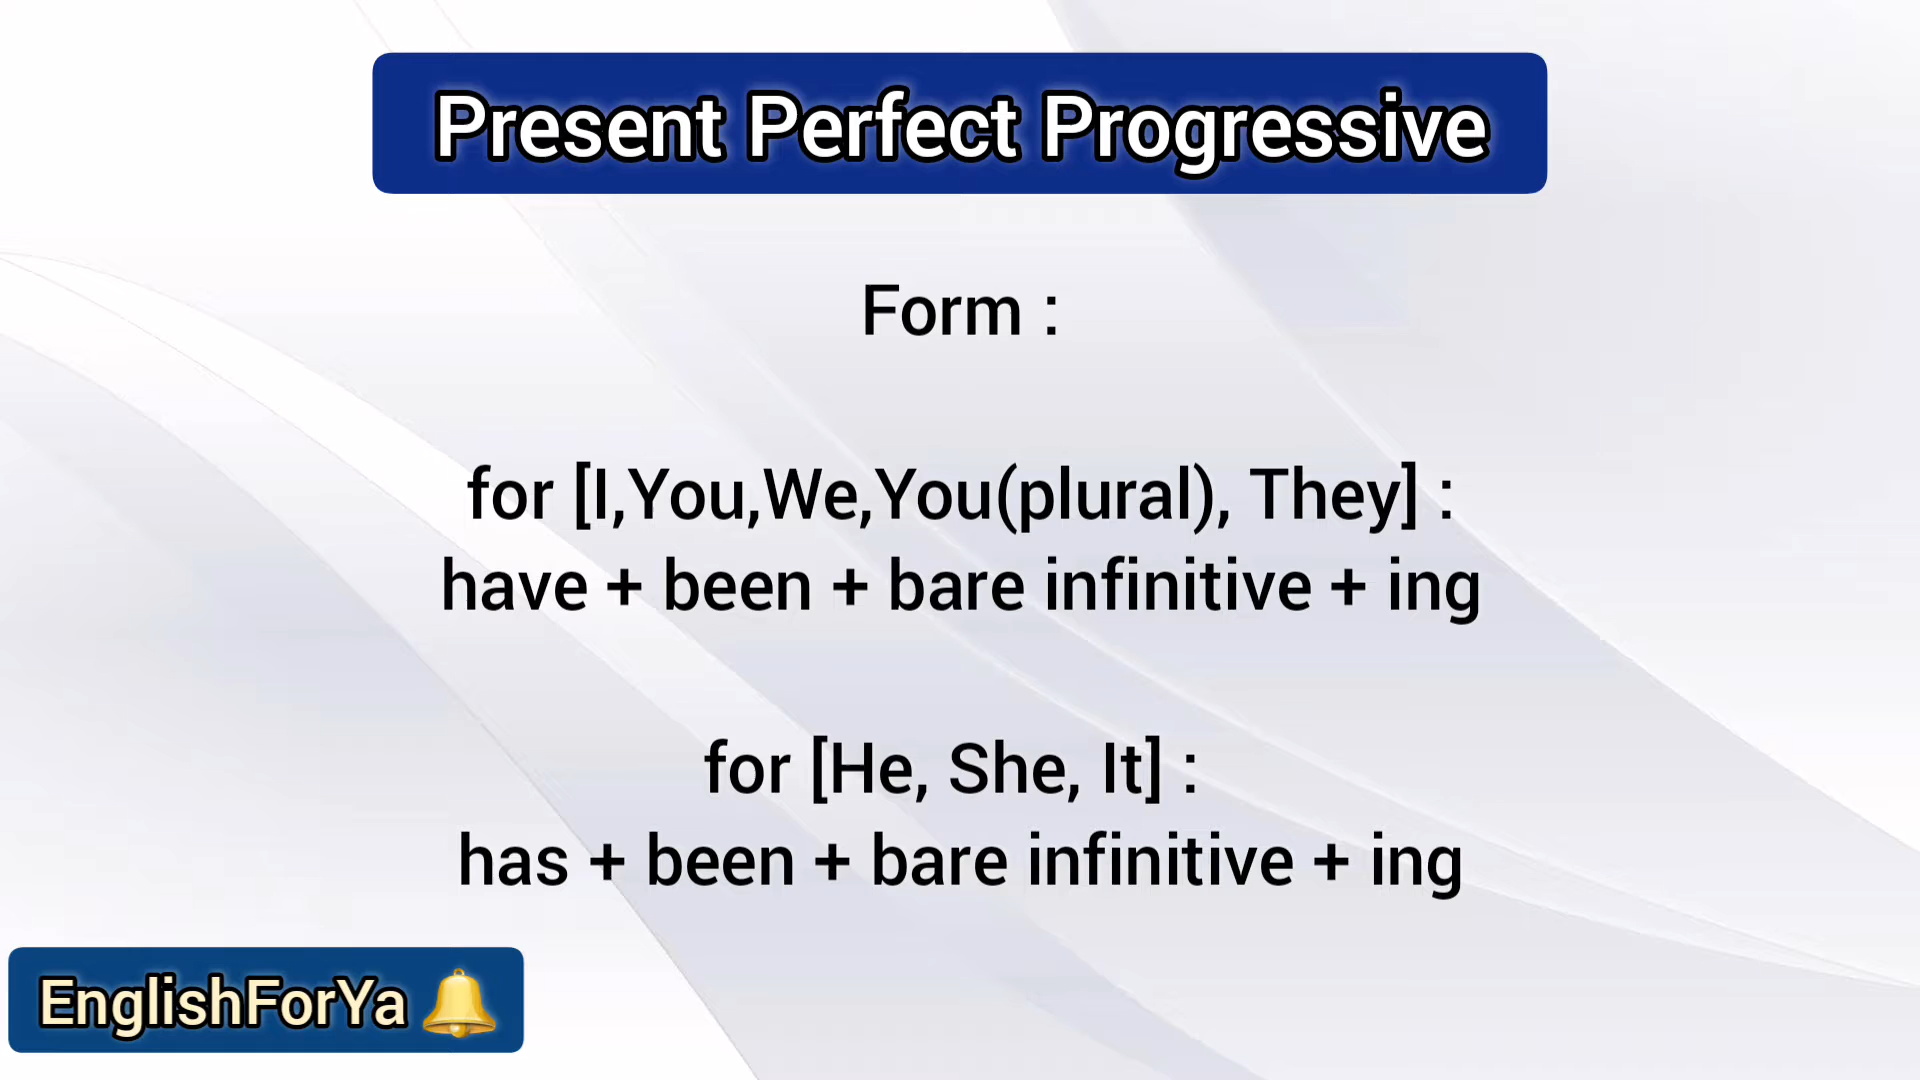 Present Perfect Progressive
Form :
for [I,You,We,You(plural), They] :
have + been + bare infinitive + ing
for [He, She, It] :
has + been + bare infinitive + ing
EnglishForYa 🔔